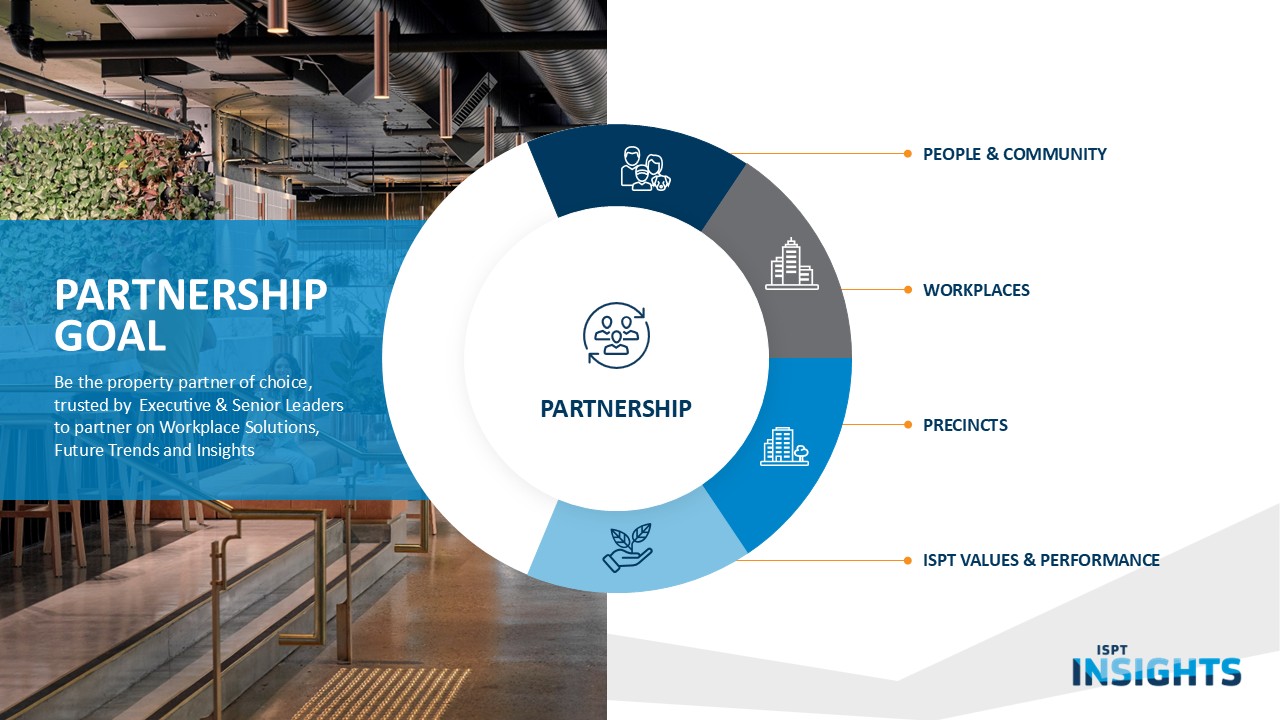 PARTNERSHIP
GOAL
Be the property partner of choice,
trusted by Executive & Senior Leaders
to partner on Workplace Solutions,
Future Trends and Insights
PARTNERSHIP
PEOPLE & COMMUNITY
WORKPLACES
PRECINCTS
ISPT VALUES & PERFORMANCE
ISPT
INSIGHTS